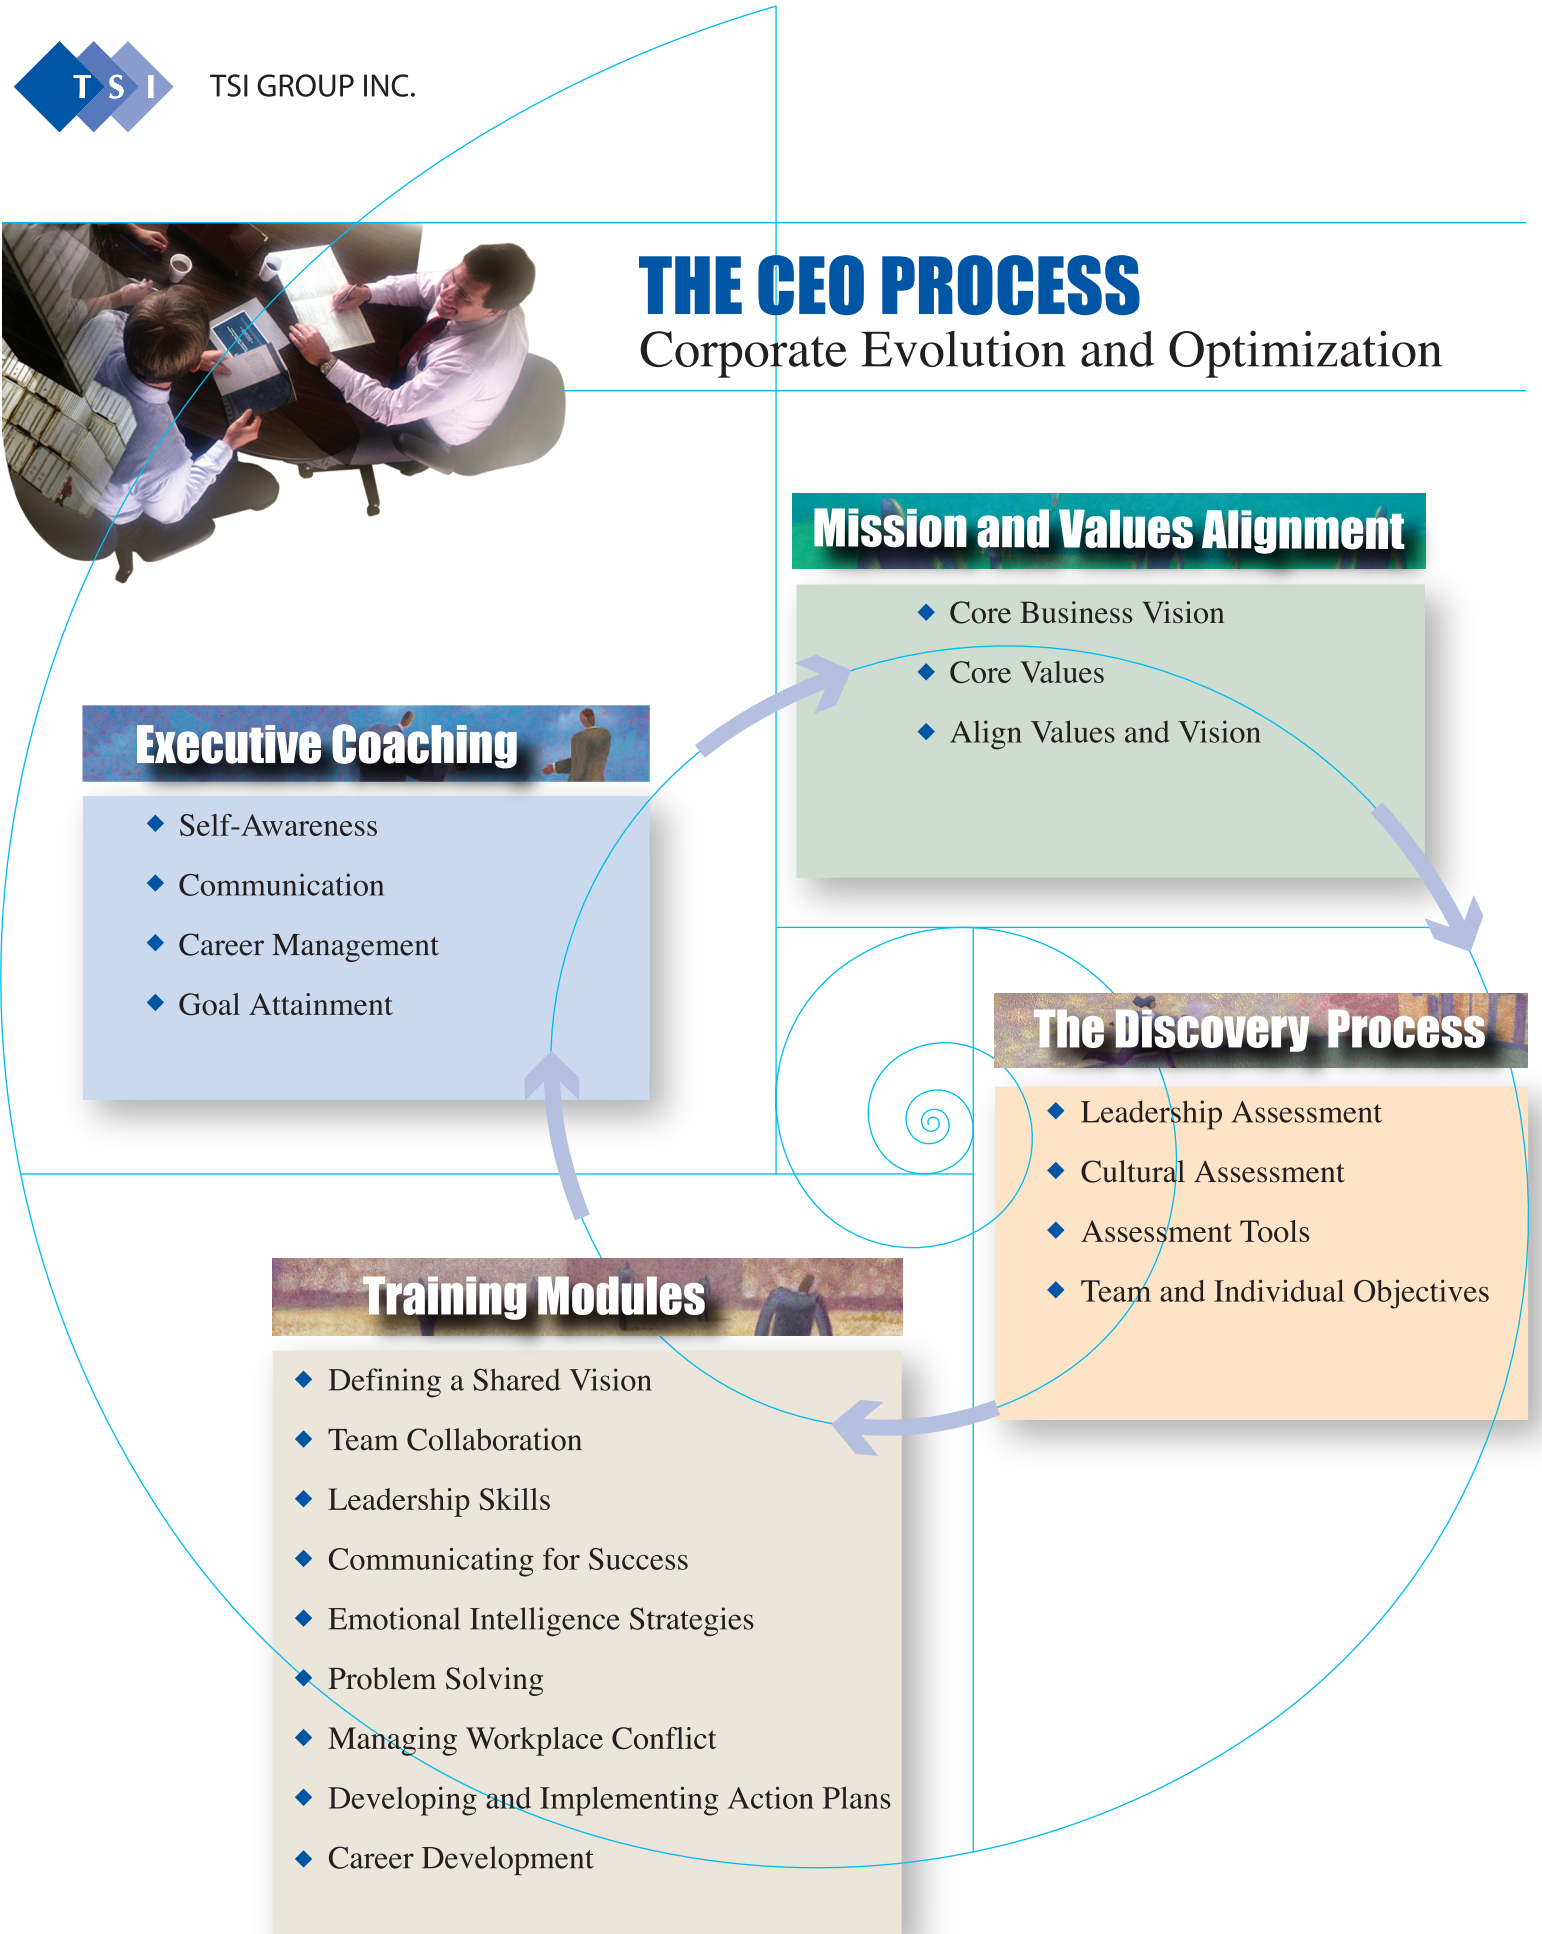 TSI
TSI GROUP INC.
THE CEO PROCESS
Corporate Evolution and Optimization
Mission and Values Alignment
◆ Core Business Vision
◆ Core Values
◆ Align Values and Vision
Executive Coaching
◆ Self-Awareness
◆ Communication
◆ Career Management
◆ Goal Attainment
The Discovery Process
◆ Leadership Assessment
◆ Cultural Assessment
◆ Assessment Tools
◆ Team and Individual Objectives
Training Modules
◆ Defining a Shared Vision
◆ Team Collaboration
◆ Leadership Skills
◆ Communicating for Success
◆ Emotional Intelligence Strategies
◆ Problem Solving
◆ Managing Workplace Conflict
◆ Developing and Implementing Action Plans
◆ Career Development